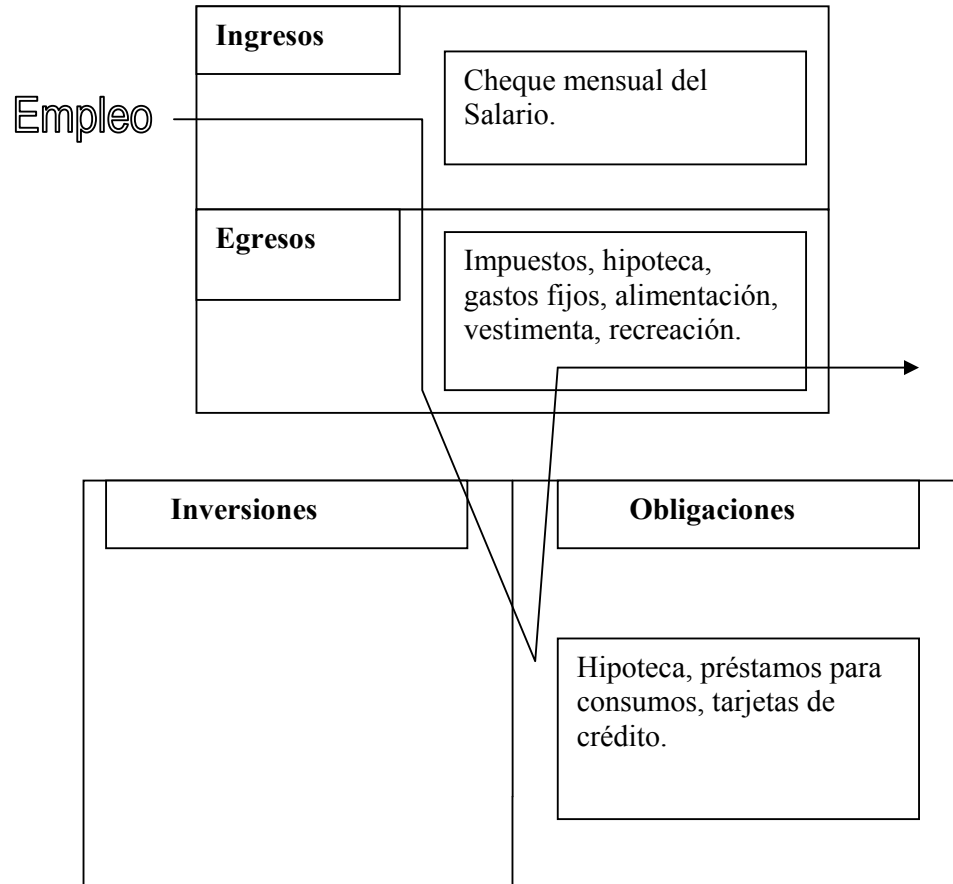 Ingresos
Cheque mensual del
Salario.
Empleo
Egresos
Impuestos, hipoteca,
gastos fijos, alimentación,
vestimenta, recreación.
Inversiones
Obligaciones
Hipoteca, préstamos para
consumos, tarjetas de
crédito.